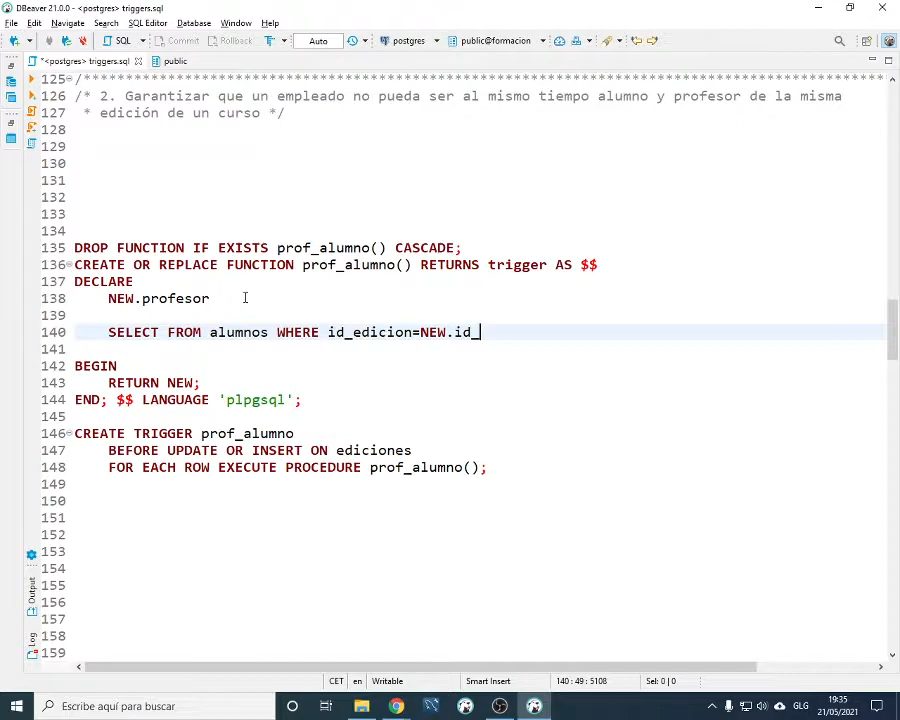 DBeaver 21.0.0 - <postgres> triggers.sql
File Edit Navigate Search SQL Editor Database Window Help
SQL Commit Rollback T Auto postgres public@formacion
*<postgres> triggers.sql public
125 /************************************************************************************************
126 /* 2. Garantizar que un empleado no pueda ser al mismo tiempo alumno y profesor de la misma
127 * edición de un curso */
128
129
130
131
132
133
134
135 DROP FUNCTION IF EXISTS prof_alumno() CASCADE;
136 CREATE OR REPLACE FUNCTION prof_alumno() RETURNS trigger AS $$
137 DECLARE
138 NEW.profesor
139
140 SELECT FROM alumnos WHERE id_edicion=NEW.id_
141
142 BEGIN
143 RETURN NEW;
144 END; $$ LANGUAGE 'plpgsql';
145
146 CREATE TRIGGER prof_alumno
147 BEFORE UPDATE OR INSERT ON ediciones
148 FOR EACH ROW EXECUTE PROCEDURE prof_alumno();
149
150
151
152
153
154
155
156
157
158
159
Output
Log
CET en Writable Smart Insert 140 : 49 : 5108 Sel: 0 | 0
Escribe aquí para buscar
GLG
19:35
21/05/2021